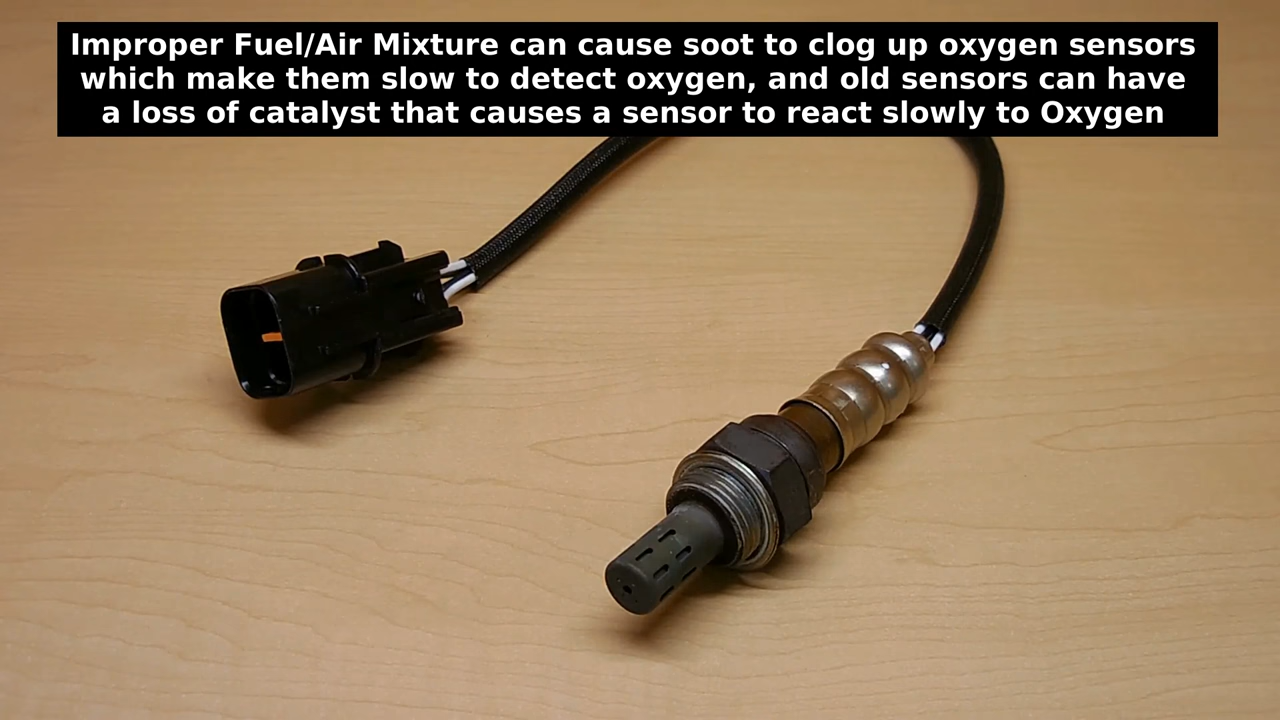 Improper Fuel/Air Mixture can cause soot to clog up oxygen sensors
which make them slow to detect oxygen, and old sensors can have
a loss of catalyst that causes a sensor to react slowly to Oxygen